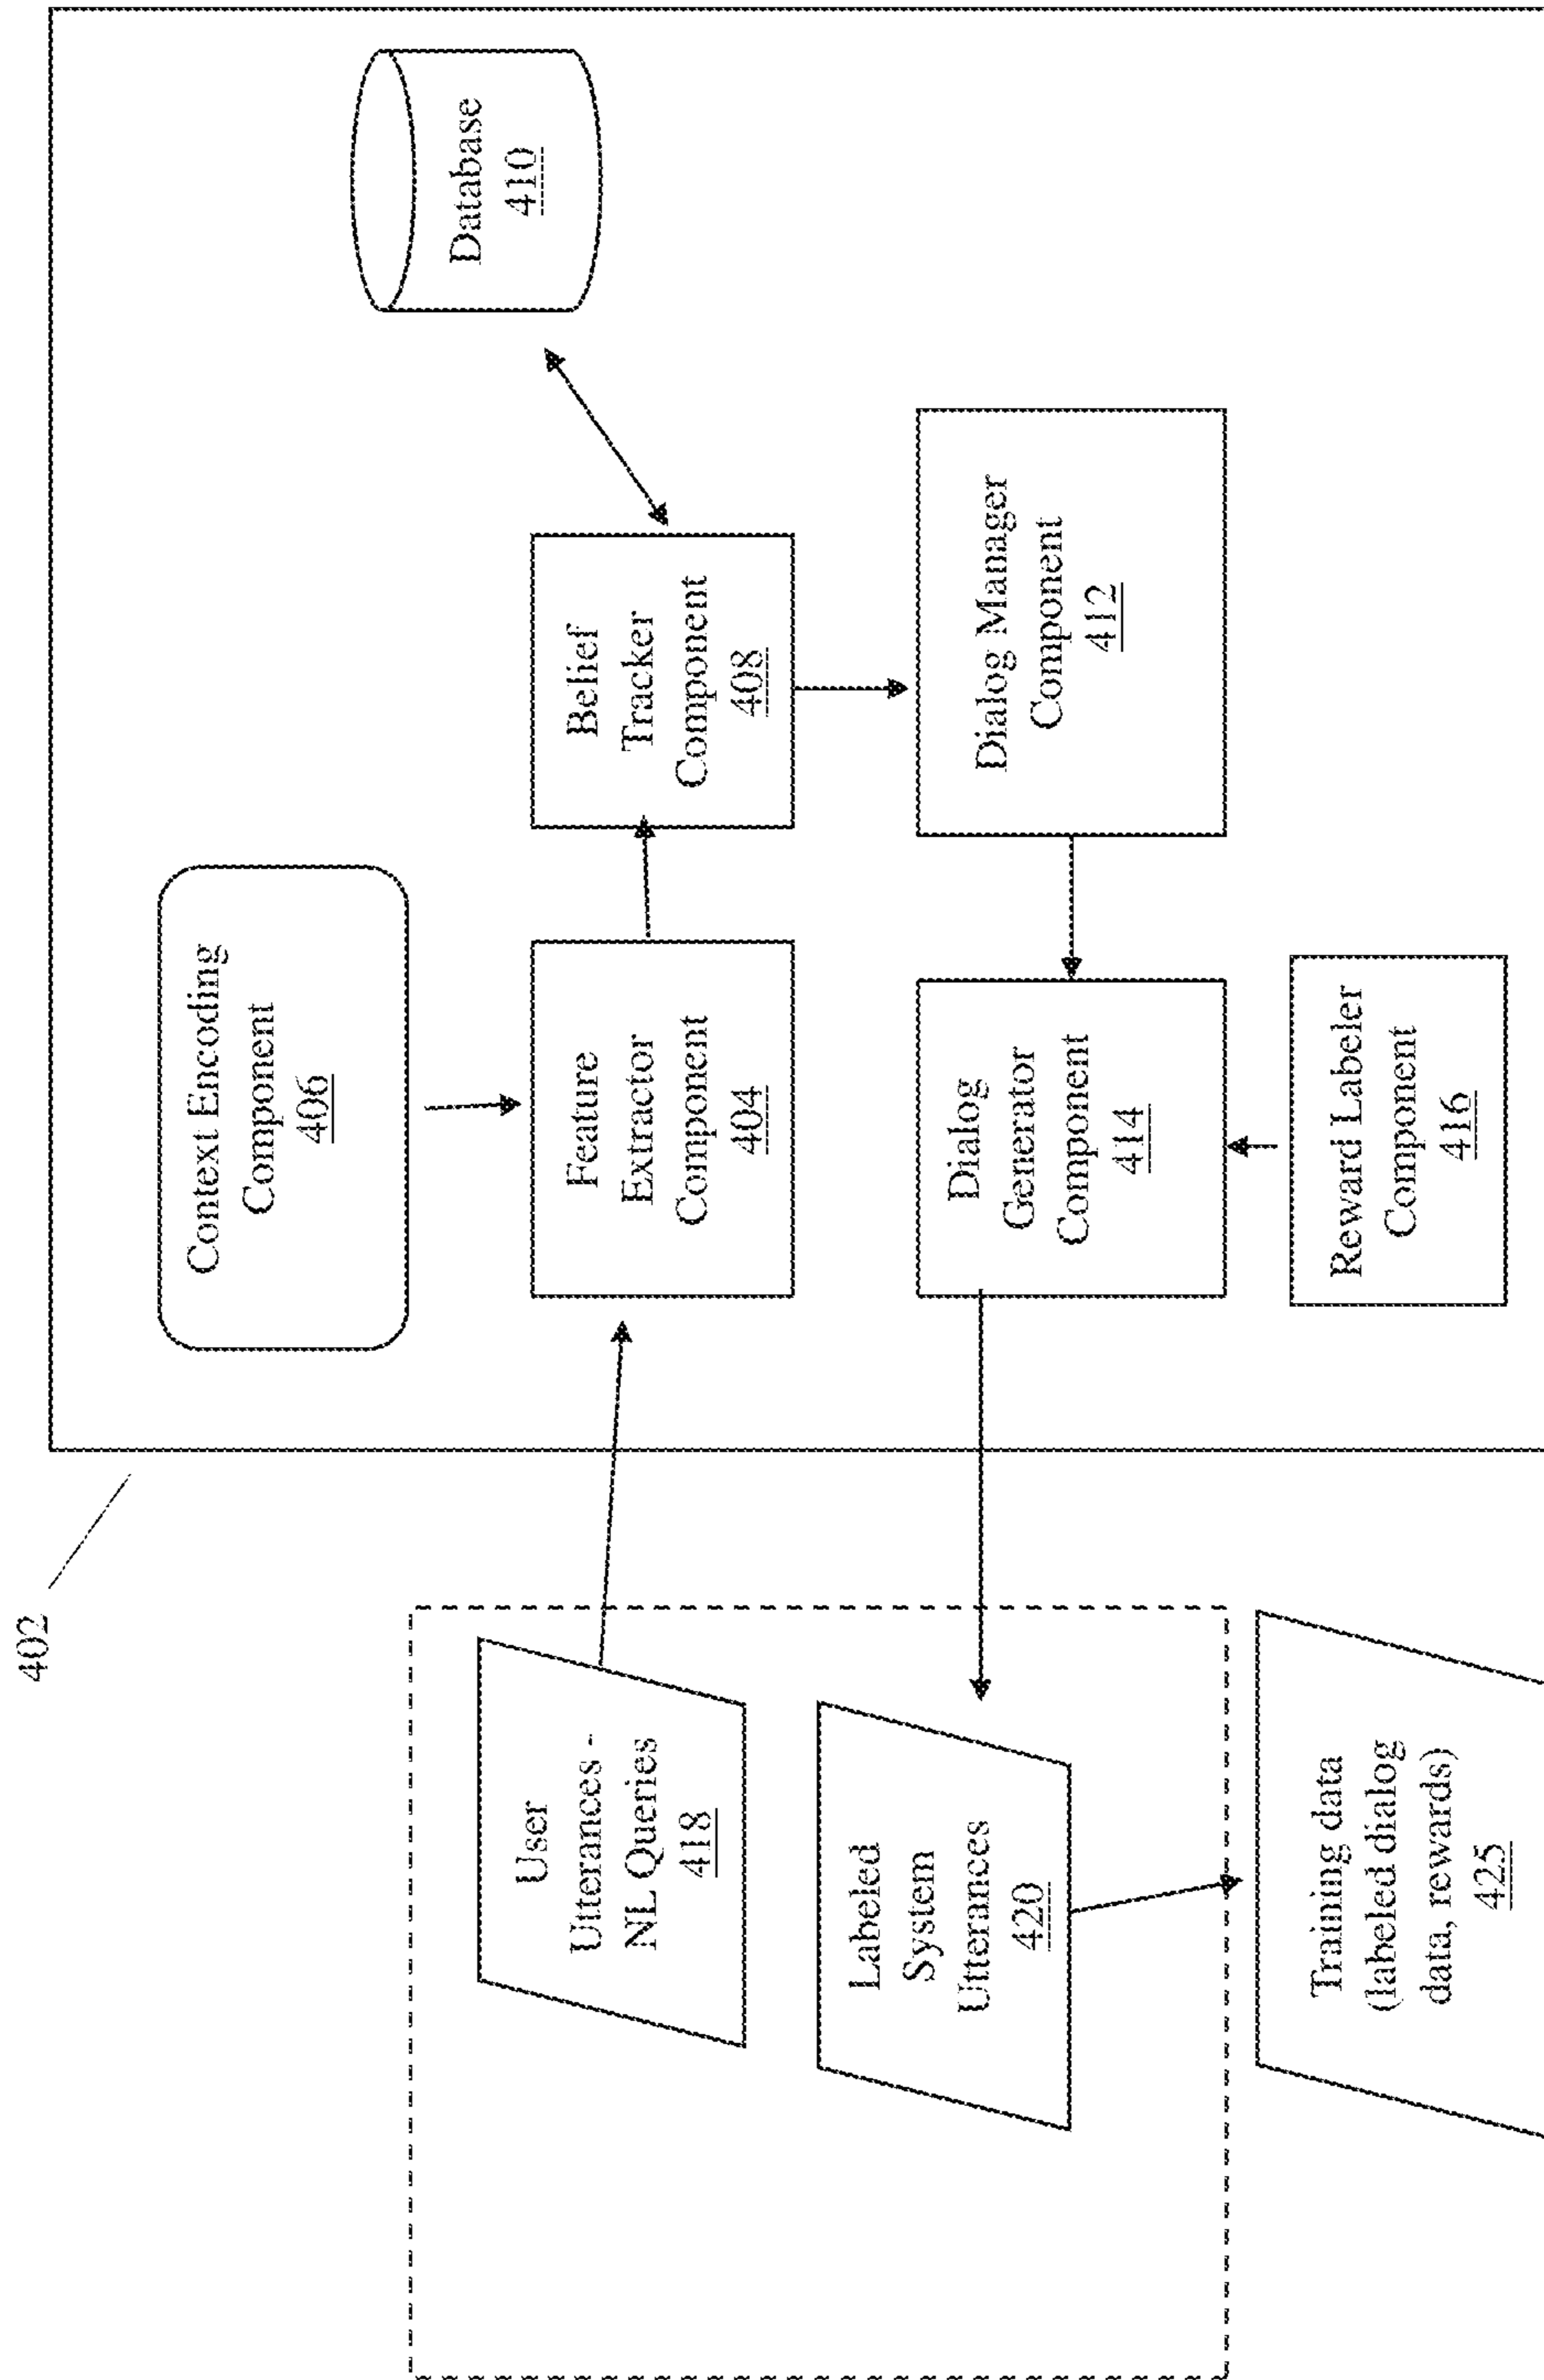 402
Context Encoding
Component
406
Database
410
User
Utterances -
NL Queries
418
Feature
Extractor
Component
404
Belief
Tracker
Component
408
Labeled
System
Utterances
420
Dialog
Generator
Component
414
Dialog Manager
Component
412
Training data
(labeled dialog
data, rewards)
425
Reward Labeler
Component
416